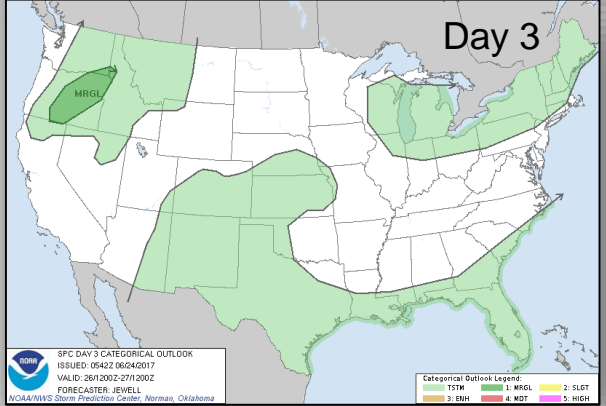 Day 3
MRGL
NOAA
SPC DAY 3 CATEGORICAL OUTLOOK
ISSUED: 0542Z 06/24/2017
VALID: 26/1200Z-27/1200Z
FORECASTER: JEWELL
NOAA/NWS Storm Prediction Center, Norman, Oklahoma
Categorical Outlook Legend:
TSTM 1: MRGL 2: SLGT
3: ENH 4: MDT 5: HIGH